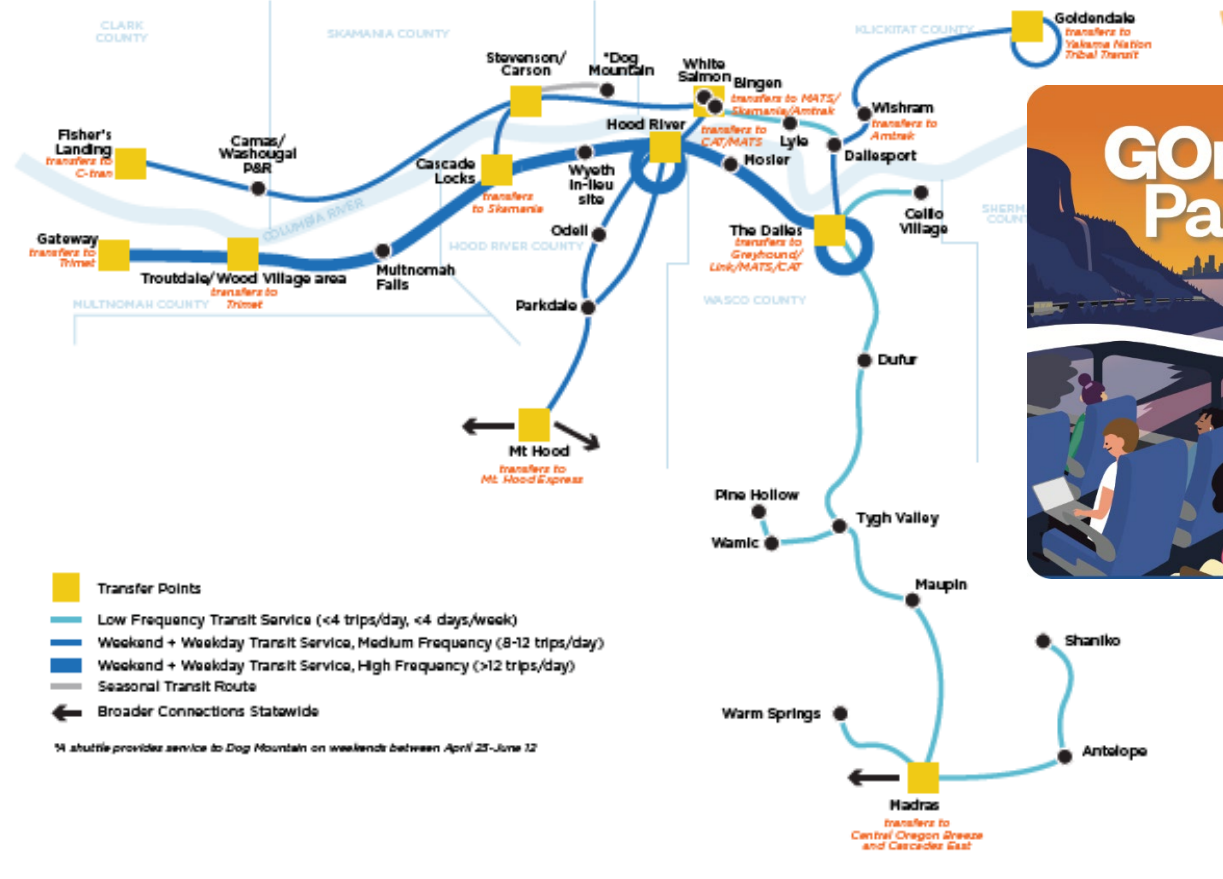 CLARK
COUNTY
SKAMANIA COUNTY
KLICKITAT COUNTY
Goldendale
transfers to
Yakama Nation
Tribal Transit
Stevenson/
Carson
*Dog
Mountain
White
Salmon
Bingen
transfers to MATS/
Skamania/Amtrak
Wishram
transfers to
Amtrak
Fisher's
Landing
transfers to
C-tran
Camas/
Washougal
P&R
Hood River
transfers to
CAT/MATS
Lyle
Dallesport
Cascade
Locks
transfers
to Skamania
Wyeth
in-lieu
site
Mosier
COLUMBIA RIVER
Celilo
Village
SHERM
COUN
Gateway
transfers to
Trimet
Troutdale/Wood Village area
transfers to
Trimet
Multnomah
Falls
Odell
HOOD RIVER COUNTY
The Dalles
transfers to
Greyhound/
Link/MATS/CAT
MULTNOMAH COUNTY
Parkdale
WASCO COUNTY
Dufur
Mt Hood
transfers to
Mt. Hood Express
Pine Hollow
Wamic
Tygh Valley
Maupin
Shaniko
Warm Springs
Antelope
Madras
transfers to
Central Oregon Breeze
and Cascades East
Transfer Points
Low Frequency Transit Service (<4 trips/day, <4 days/week)
Weekend + Weekday Transit Service, Medium Frequency (8-12 trips/day)
Weekend + Weekday Transit Service, High Frequency (>12 trips/day)
Seasonal Transit Route
Broader Connections Statewide
*A shuttle provides service to Dog Mountain on weekends between April 23-June 12
GOr
Pa